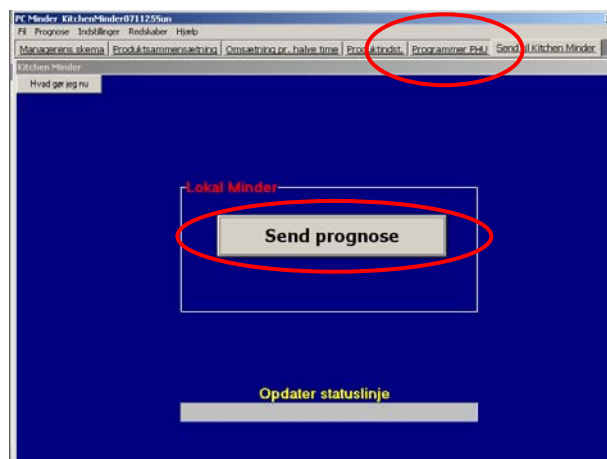 PC Minder KitchenMinder0711255un
Fil Prognose Indstillinger Redskaber Hjælp
Managerens skema Produktsammensætning Omsætning pr. halve time Produktindst. Programmer PHU Send til Kitchen Minder
Kitchen Minder
Hvad gør jeg nu
Lokal Minder
Send prognose
Opdater statuslinje